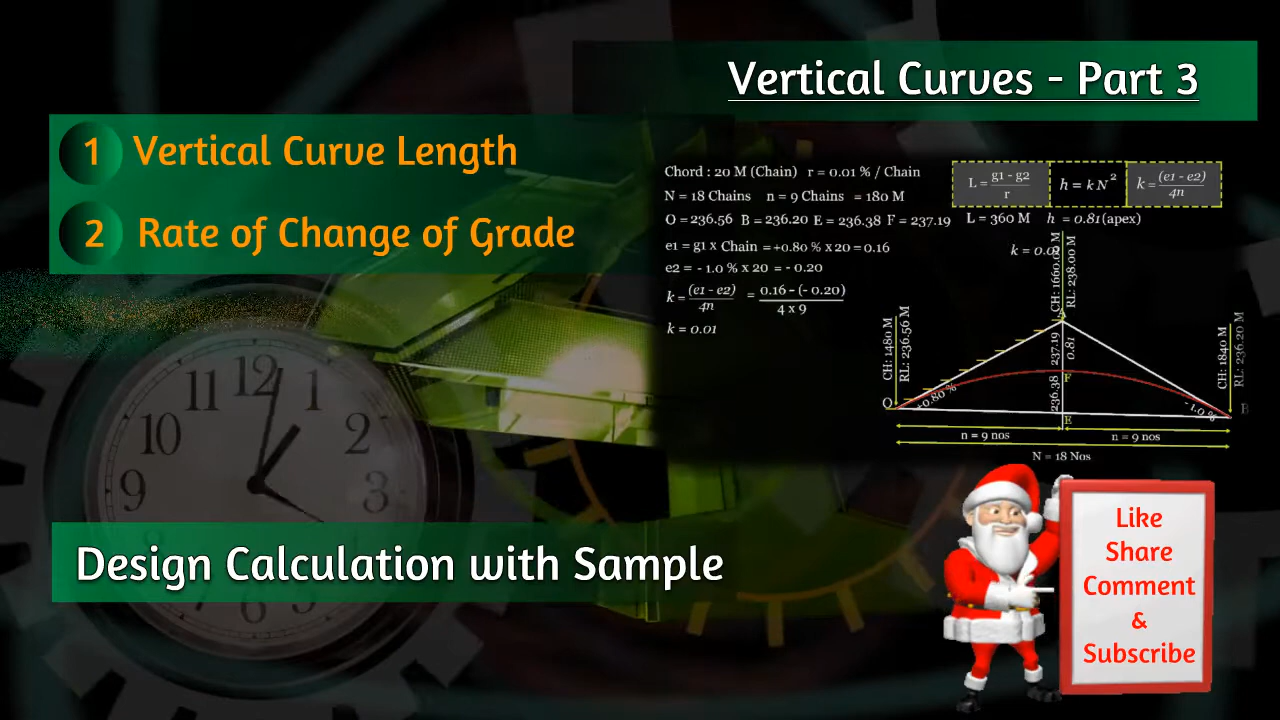 Vertical Curves - Part 3
1 Vertical Curve Length
2 Rate of Change of Grade
Chord : 20 M (Chain) r = 0.01 % / Chain
N = 18 Chains n = 9 Chains = 180 M
O = 236.56 B = 236.20 E = 236.38 F = 237.19
e1 = g1 x Chain = +0.80 % x 20 = 0.16
e2 = - 1.0 % x 20 = - 0.20
k = (e1 - e2) / 4n = 0.16 - (- 0.20) / 4 x 9
k = 0.01
L = g1 - g2 / r
h = k N²
k = (e1 - e2) / 4n
L = 360 M h = 0.81(apex)
k = 0.01
CH: 1660.00 M
RL: 238.00 M
CH: 1480 M
RL: 236.56 M
CH: 1840 M
RL: 236.20 M
A
237.19
0.81
F
236.38
O
+0.80 %
- 1.0 %
B
E
n = 9 nos
n = 9 nos
N = 18 Nos
11 12 1
10 2
9 3
6
Design Calculation with Sample
Like
Share
Comment
&
Subscribe